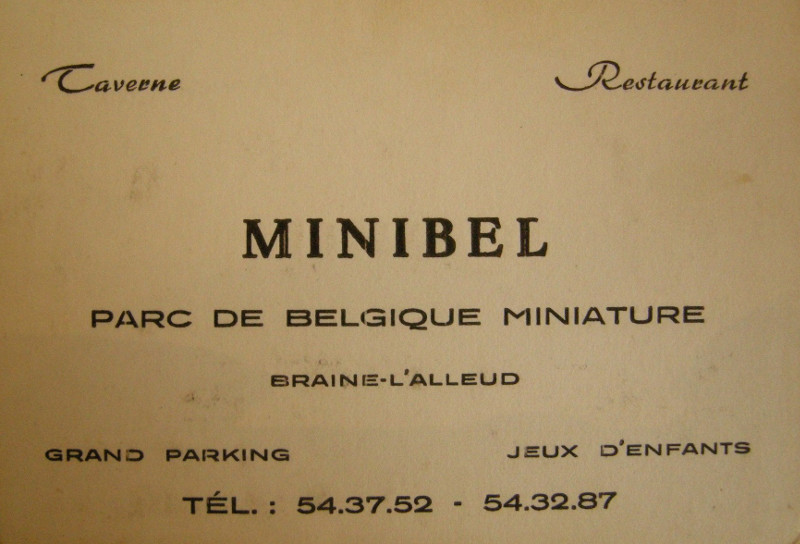 Taverne Restaurant
MINIBEL
PARC DE BELGIQUE MINIATURE
BRAINE-L'ALLEUD
GRAND PARKING JEUX D'ENFANTS
TÉL. : 54.37.52 - 54.32.87